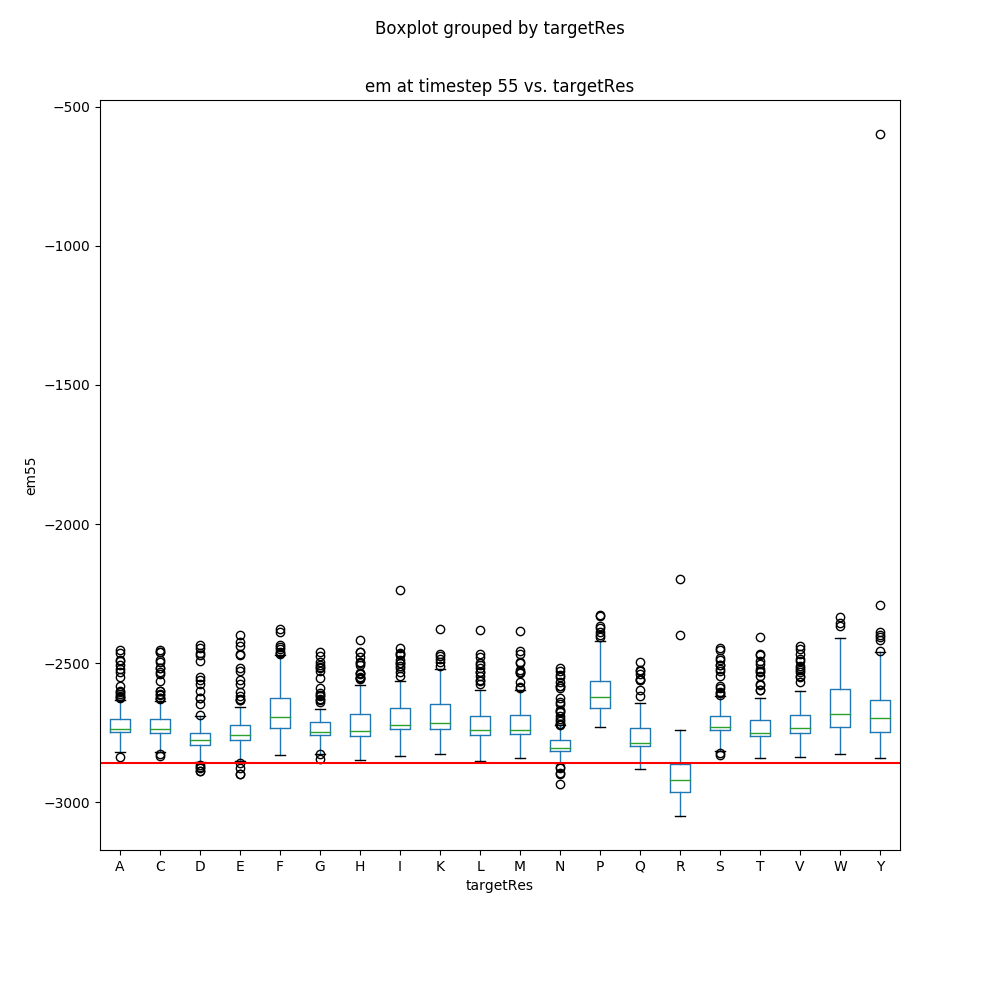 Boxplot grouped by targetRes
em at timestep 55 vs. targetRes
−500
−1000
−1500
−2000
−2500
−3000
em55
A C D E F G H I K L M N P Q R S T V W Y
targetRes